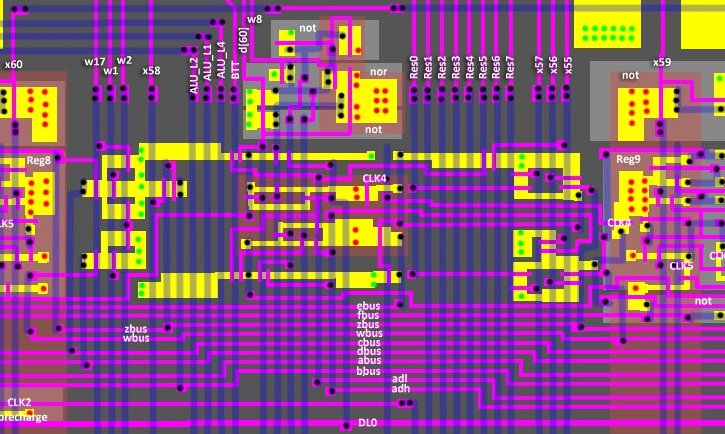 w8
not
x60
w17
w1
w2
x58
ALU_L2
ALU_L1
ALU_L4
BTT
d[60]
nor
not
Res0
Res1
Res2
Res3
Res4
Res5
Res6
Res7
x57
x56
x55
x59
not
Reg8
CLK4
Reg9
CLK4
LK5
CLK5
CLK
not
ebus
fbus
zbus
wbus
cbus
dbus
abus
bbus
zbus
wbus
adl
adh
CLK2
precharge
DL0